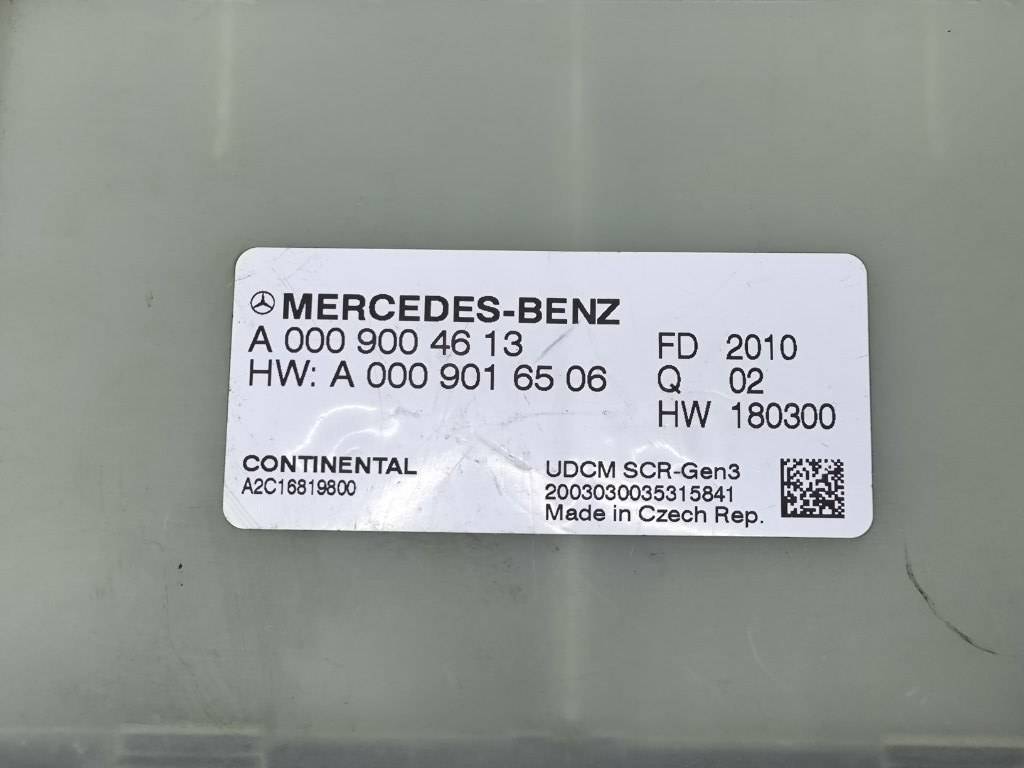 MERCEDES-BENZ
A 000 900 46 13
HW: A 000 901 65 06
FD 2010
Q 02
HW 180300
CONTINENTAL
A2C16819800
UDCM SCR-Gen3
2003030035315841
Made in Czech Rep.